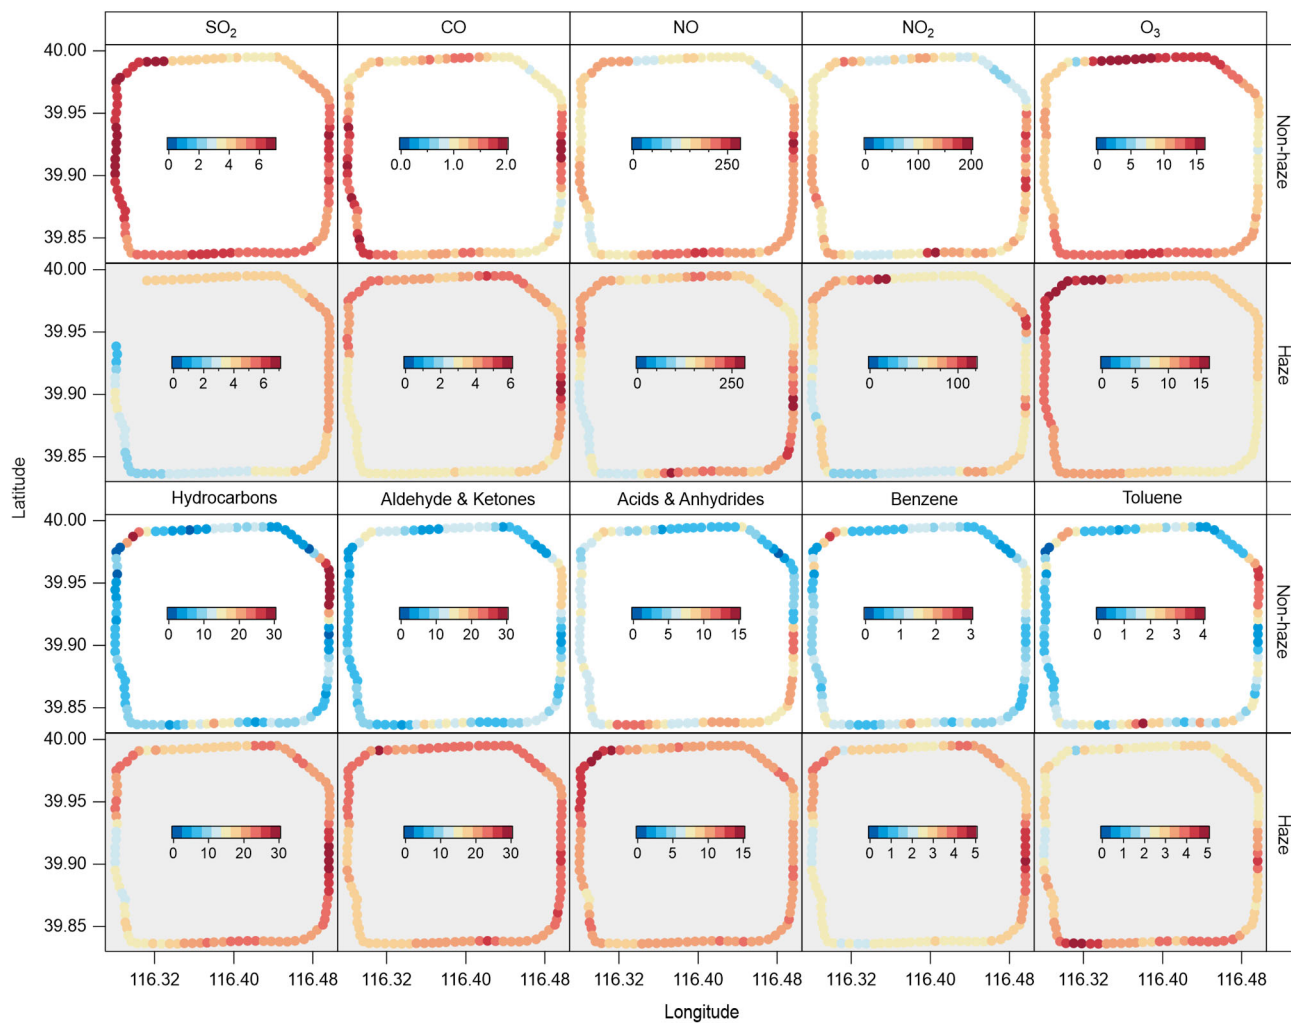 SO₂ CO NO NO₂ O₃
40.00
39.95
39.90
39.85
0 2 4 6
0.0 1.0 2.0
0 250
0 100 200
0 5 10 15
Non-haze
40.00
39.95
39.90
39.85
0 2 4 6
0 2 4 6
0 250
0 100
0 5 10 15
Haze
Latitude
Hydrocarbons Aldehyde & Ketones Acids & Anhydrides Benzene Toluene
40.00
39.95
39.90
39.85
0 10 20 30
0 10 20 30
0 5 10 15
0 1 2 3
0 1 2 3 4
Non-haze
40.00
39.95
39.90
39.85
0 10 20 30
0 10 20 30
0 5 10 15
0 1 2 3 4 5
0 1 2 3 4 5
Haze
116.32 116.40 116.48 116.32 116.40 116.48 116.32 116.40 116.48 116.32 116.40 116.48 116.32 116.40 116.48
Longitude